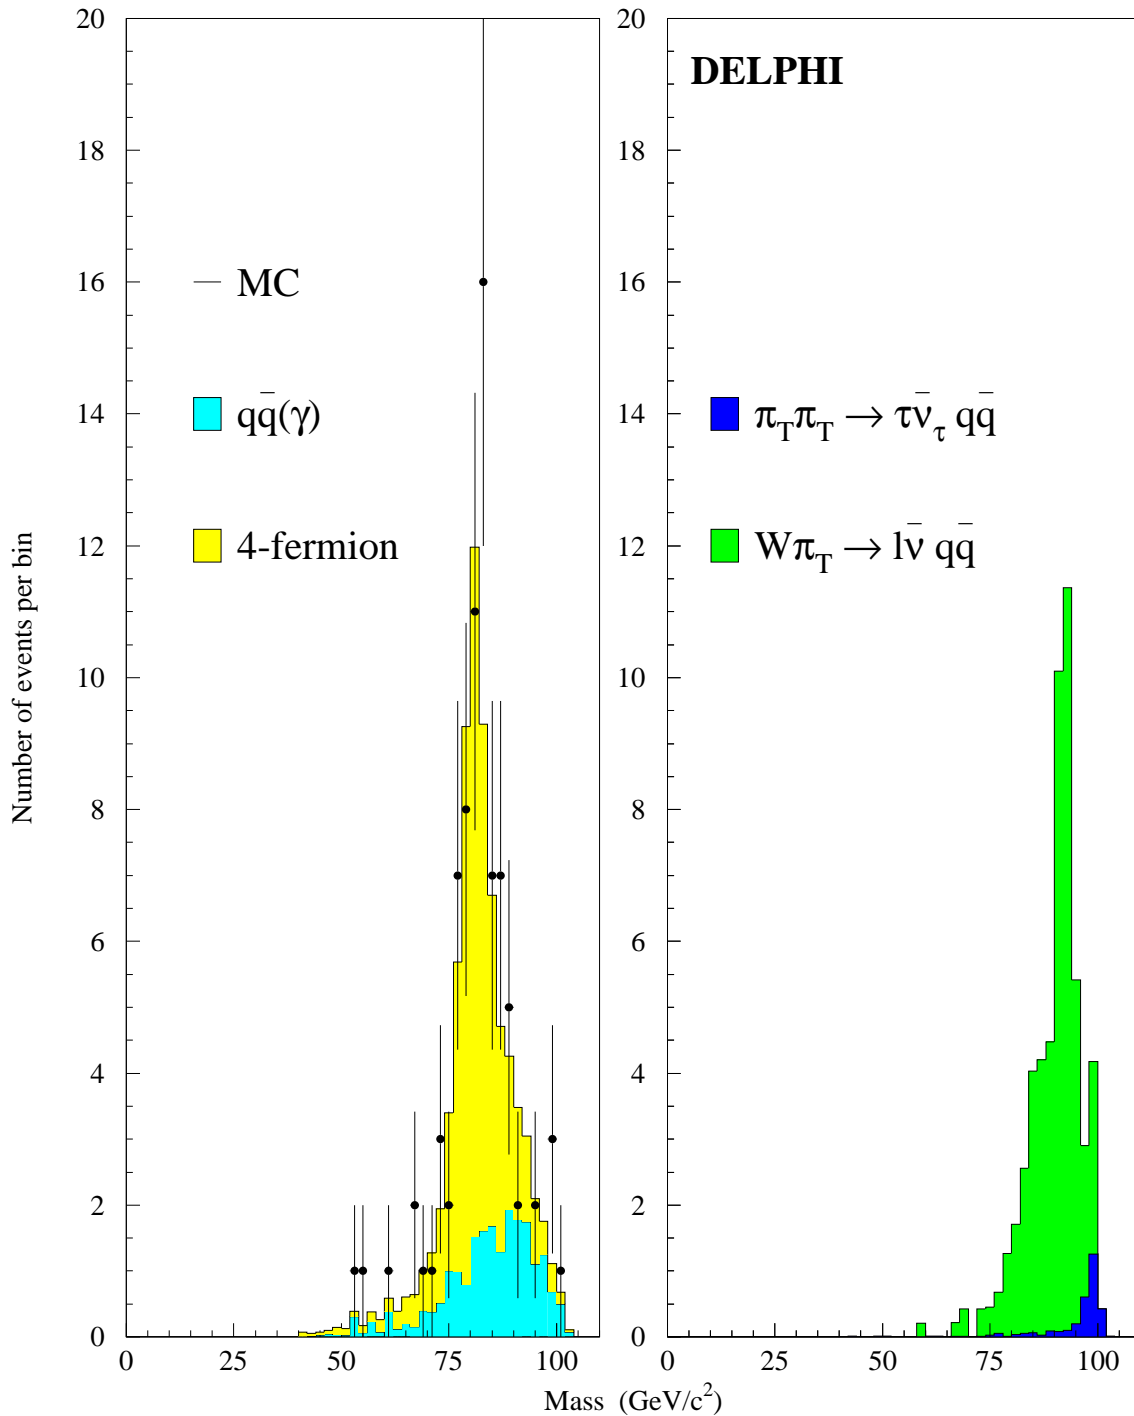 DELPHI
MC
qq̄(γ)
4-fermion
π_Tπ_T → τν̄_τ qq̄
Wπ_T → lν̄ qq̄
Number of events per bin
0 2 4 6 8 10 12 14 16 18 20
0 25 50 75 100
0 2 4 6 8 10 12 14 16 18 20
0 25 50 75 100
Mass (GeV/c²)